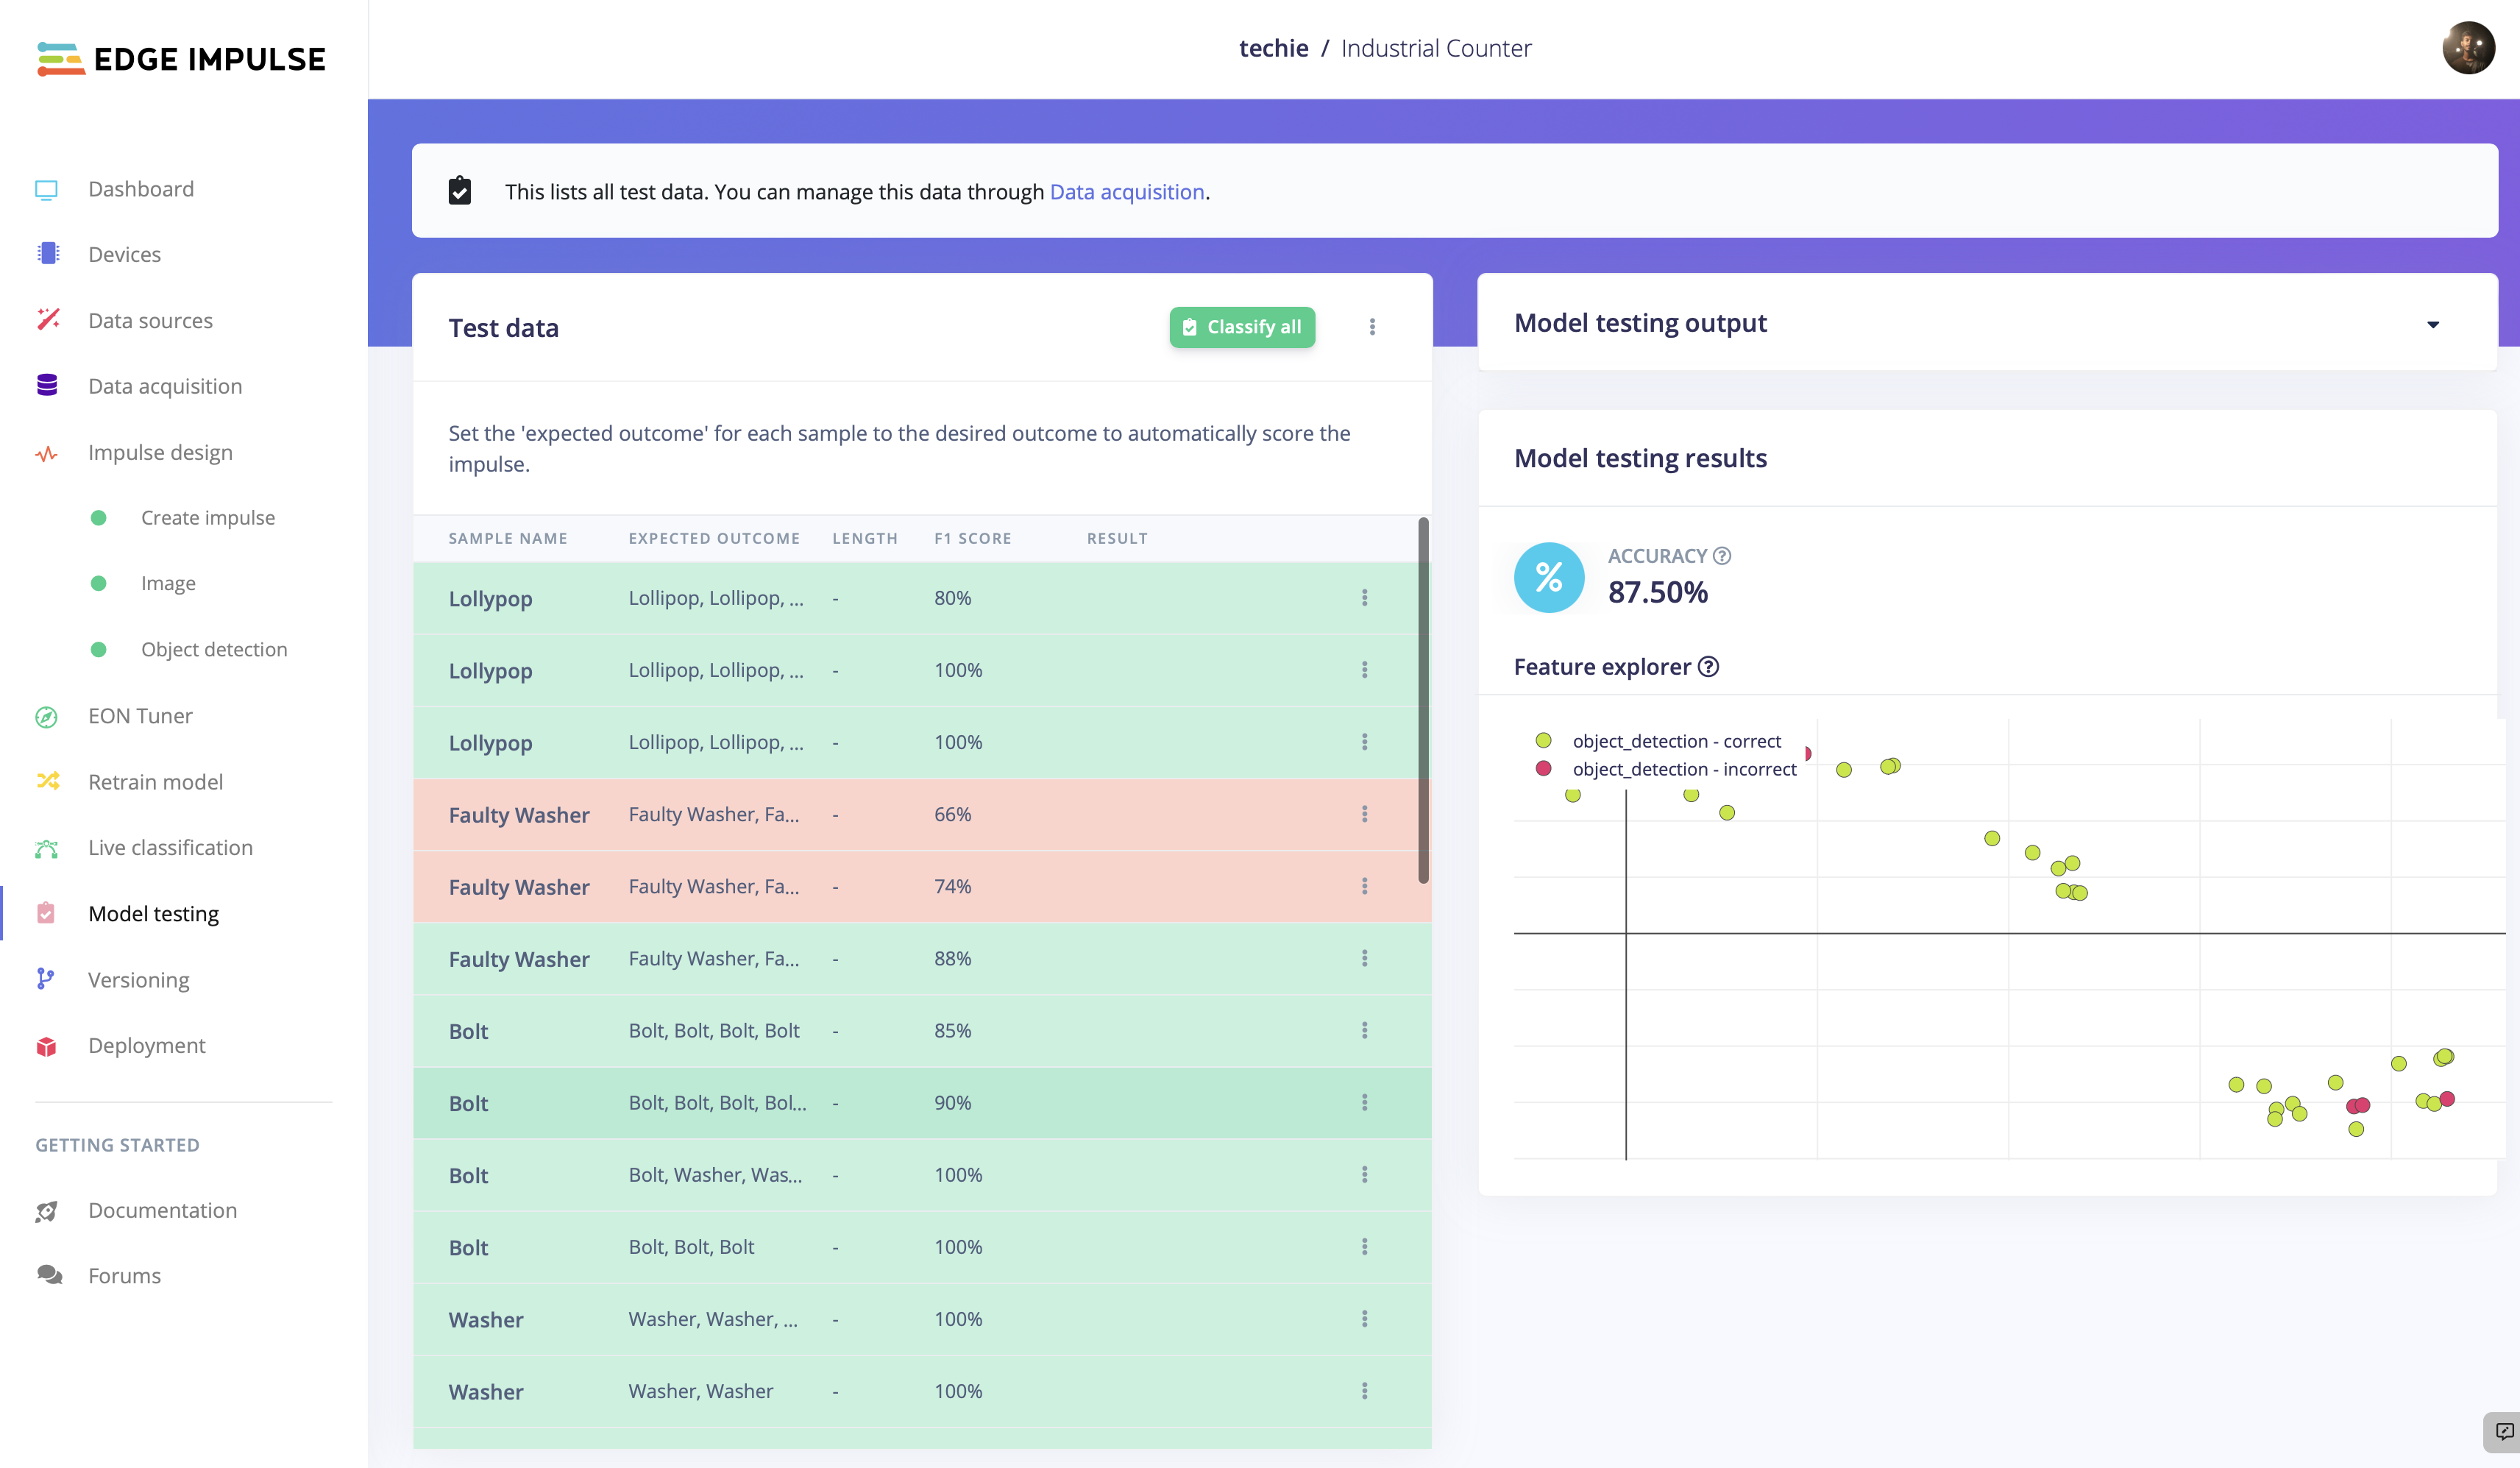 EDGE IMPULSE
techie / Industrial Counter
Dashboard
Devices
Data sources
Data acquisition
Impulse design
Create impulse
Image
Object detection
EON Tuner
Retrain model
Live classification
Model testing
Versioning
Deployment
GETTING STARTED
Documentation
Forums
This lists all test data. You can manage this data through Data acquisition.
Test data
Classify all
Set the 'expected outcome' for each sample to the desired outcome to automatically score the
impulse.
SAMPLE NAME EXPECTED OUTCOME LENGTH F1 SCORE RESULT
Lollypop Lollipop, Lollipop, ... - 80%
Lollypop Lollipop, Lollipop, ... - 100%
Lollypop Lollipop, Lollipop, ... - 100%
Faulty Washer Faulty Washer, Fa... - 66%
Faulty Washer Faulty Washer, Fa... - 74%
Faulty Washer Faulty Washer, Fa... - 88%
Bolt Bolt, Bolt, Bolt, Bolt - 85%
Bolt Bolt, Bolt, Bolt, Bol... - 90%
Bolt Bolt, Washer, Was... - 100%
Bolt Bolt, Bolt, Bolt - 100%
Washer Washer, Washer, ... - 100%
Washer Washer, Washer - 100%
Model testing output
Model testing results
%
ACCURACY ?
87.50%
Feature explorer ?
object_detection - correct
object_detection - incorrect